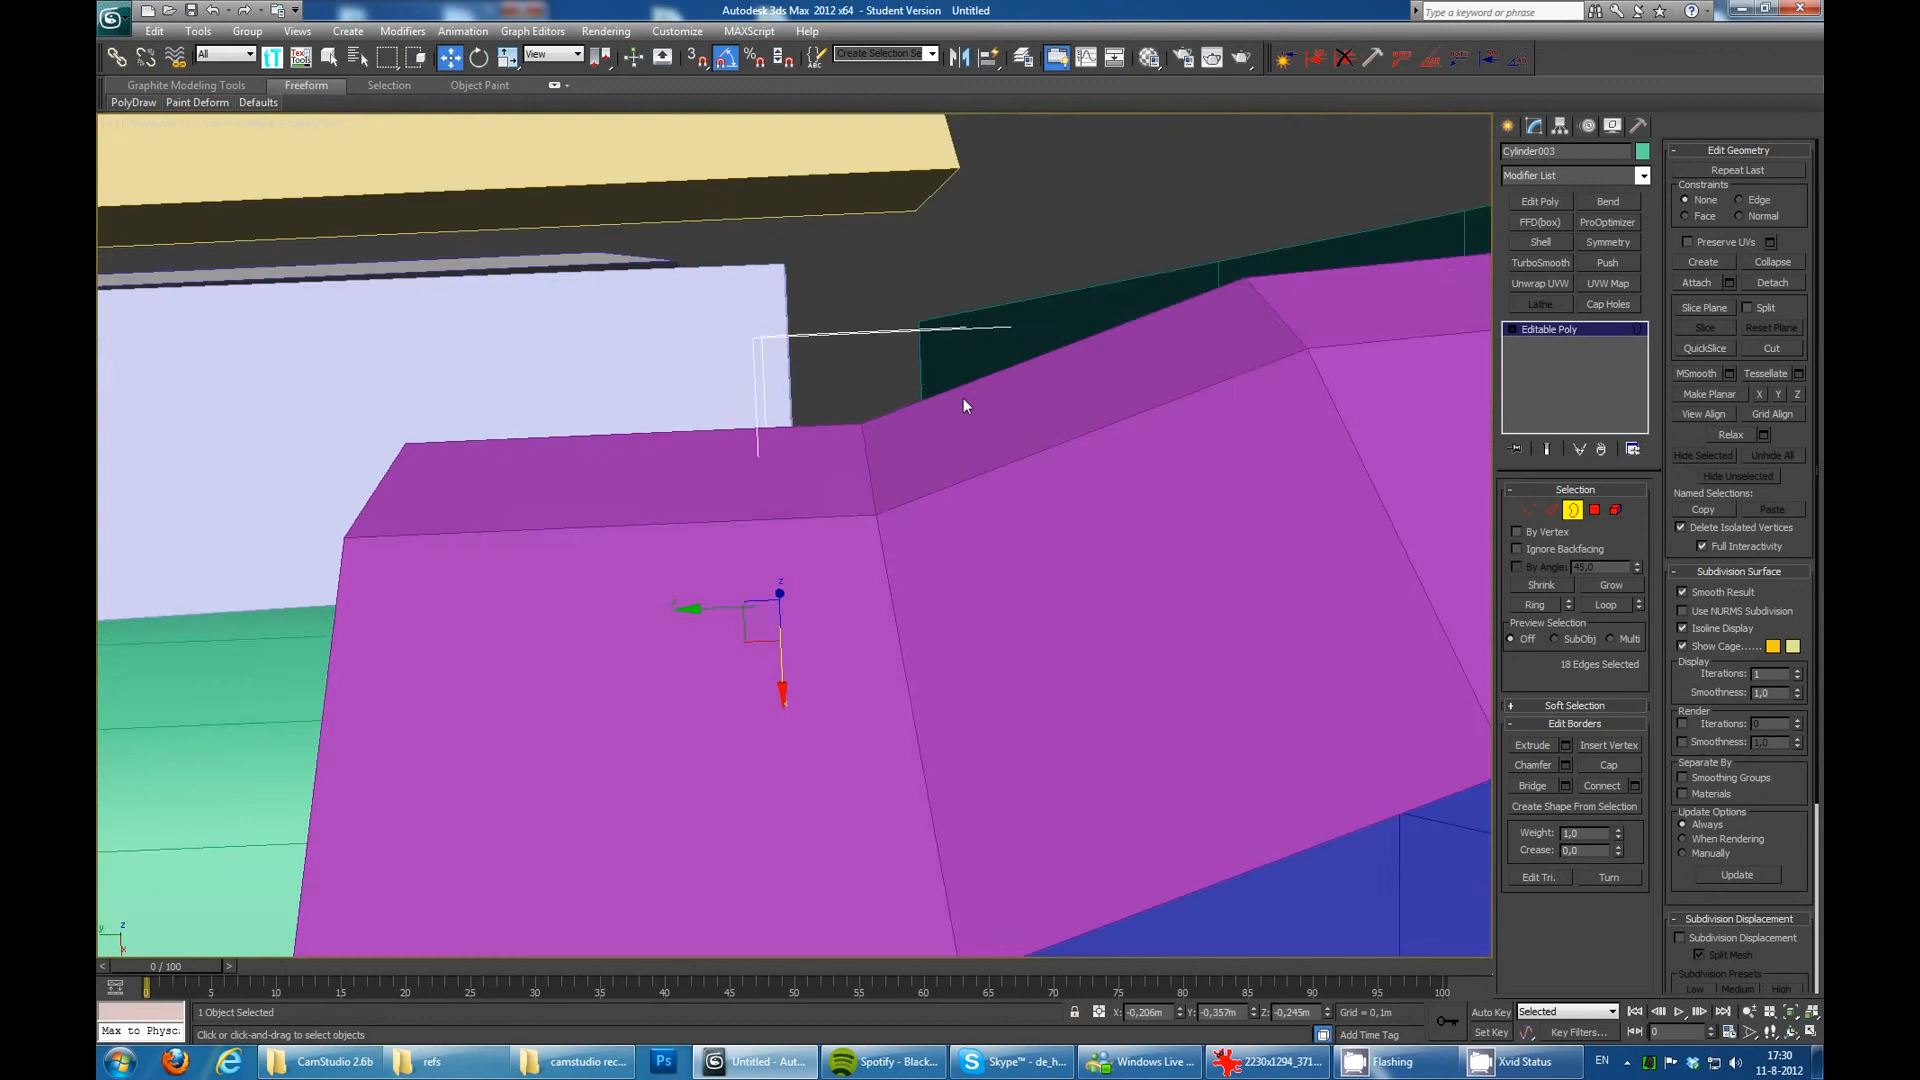 Autodesk 3ds Max 2012 x64 - Student Version Untitled
Type a keyword or phrase
Edit Tools Group Views Create Modifiers Animation Graph Editors Rendering Customize MAXScript Help
All View Create Selection Se
Graphite Modeling Tools Freeform Selection Object Paint
PolyDraw Paint Deform Defaults
Cylinder003
Modifier List
Edit Poly Bend
FFD(box) ProOptimizer
Shell Symmetry
TurboSmooth Push
Unwrap UVW UVW Map
Lathe Cap Holes
Editable Poly
Selection
By Vertex
Ignore Backfacing
By Angle: 45,0
Shrink Grow
Ring Loop
Preview Selection
Off SubObj Multi
18 Edges Selected
+ Soft Selection
- Edit Borders
Extrude Insert Vertex
Chamfer Cap
Bridge Connect
Create Shape From Selection
Weight: 1,0
Crease: 0,0
Edit Tri. Turn
- Edit Geometry
Repeat Last
Constraints
None Edge
Face Normal
Preserve UVs
Create Collapse
Attach Detach
Slice Plane Split
Slice Reset Plane
QuickSlice Cut
MSmooth Tessellate
Make Planar X Y Z
View Align Grid Align
Relax
Hide Selected Unhide All
Hide Unselected
Named Selections:
Copy Paste
Delete Isolated Vertices
Full Interactivity
- Subdivision Surface
Smooth Result
Use NURMS Subdivision
Isoline Display
Show Cage......
Display
Iterations: 1
Smoothness: 1,0
Render
Iterations: 0
Smoothness: 1,0
Separate By
Smoothing Groups
Materials
Update Options
Always
When Rendering
Manually
Update
- Subdivision Displacement
Subdivision Displacement
Split Mesh
Subdivision Presets
Low Medium High
z
z
y
x
< 0 / 100 >
0 5 10 15 20 25 30 35 40 45 50 55 60 65 70 75 80 85 90 95 100
1 Object Selected X: -0,206m Y: -0,357m Z: -0,245m Grid = 0,1m Auto Key Selected
Max to Physc: Click or click-and-drag to select objects Add Time Tag Set Key Key Filters... 0
CamStudio 2.6b refs camstudio rec... Ps Untitled - Aut... Spotify - Black... Skype™ - de_h... Windows Live ... 2230x1294_371... Flashing Xvid Status EN 17:30
11-8-2012